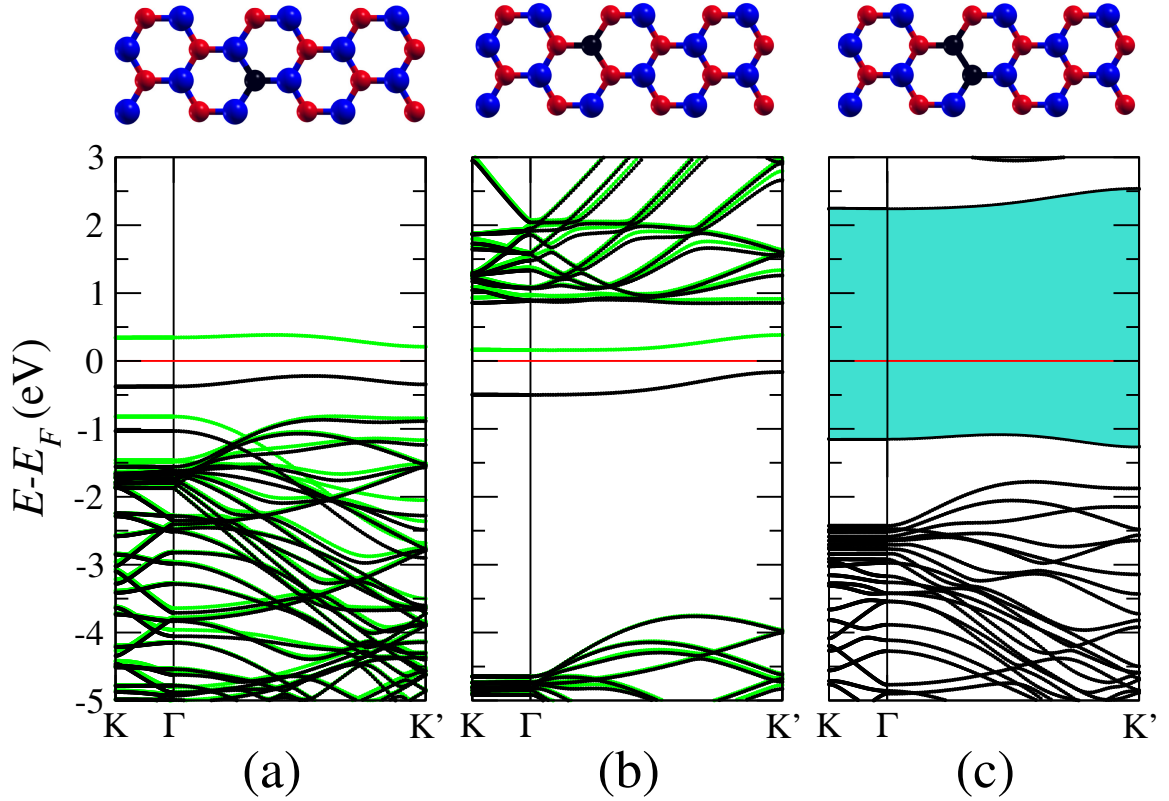 3
2
1
0
-1
-2
-3
-4
-5
E-E_F (eV)
K Γ K'
K Γ K'
K Γ K'
(a) (b) (c)